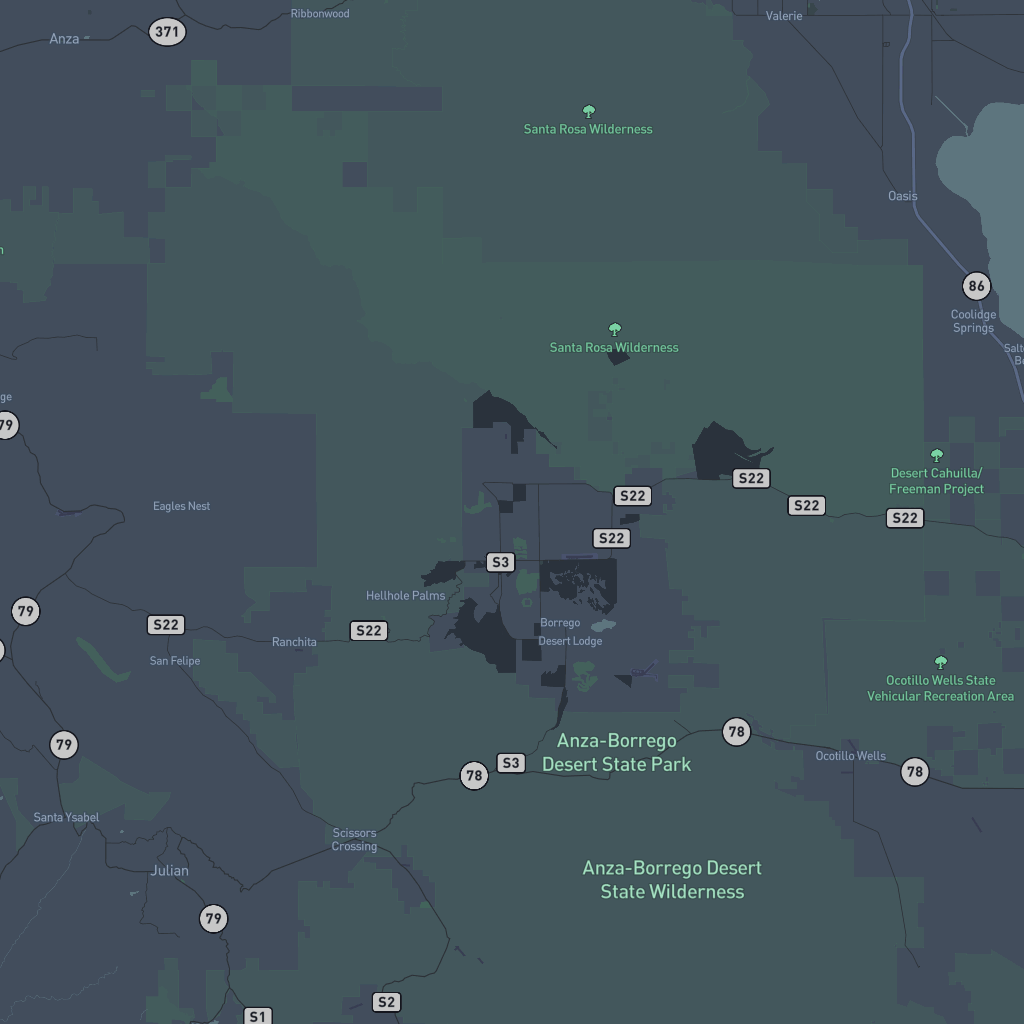 Ribbonwood
Valerie
371
Anza
Santa Rosa Wilderness
Oasis
86
Coolidge
Springs
Santa Rosa Wilderness
79
Desert Cahuilla/
Freeman Project
S22
S22
S22
S22
Eagles Nest
S22
S3
Hellhole Palms
79
S22
S22
Borrego
Ranchita
Desert Lodge
San Felipe
Ocotillo Wells State
Vehicular Recreation Area
78
79
Anza-Borrego
Desert State Park
Ocotillo Wells
S3
78
78
Santa Ysabel
Scissors
Crossing
Julian
Anza-Borrego Desert
State Wilderness
79
S2
S1